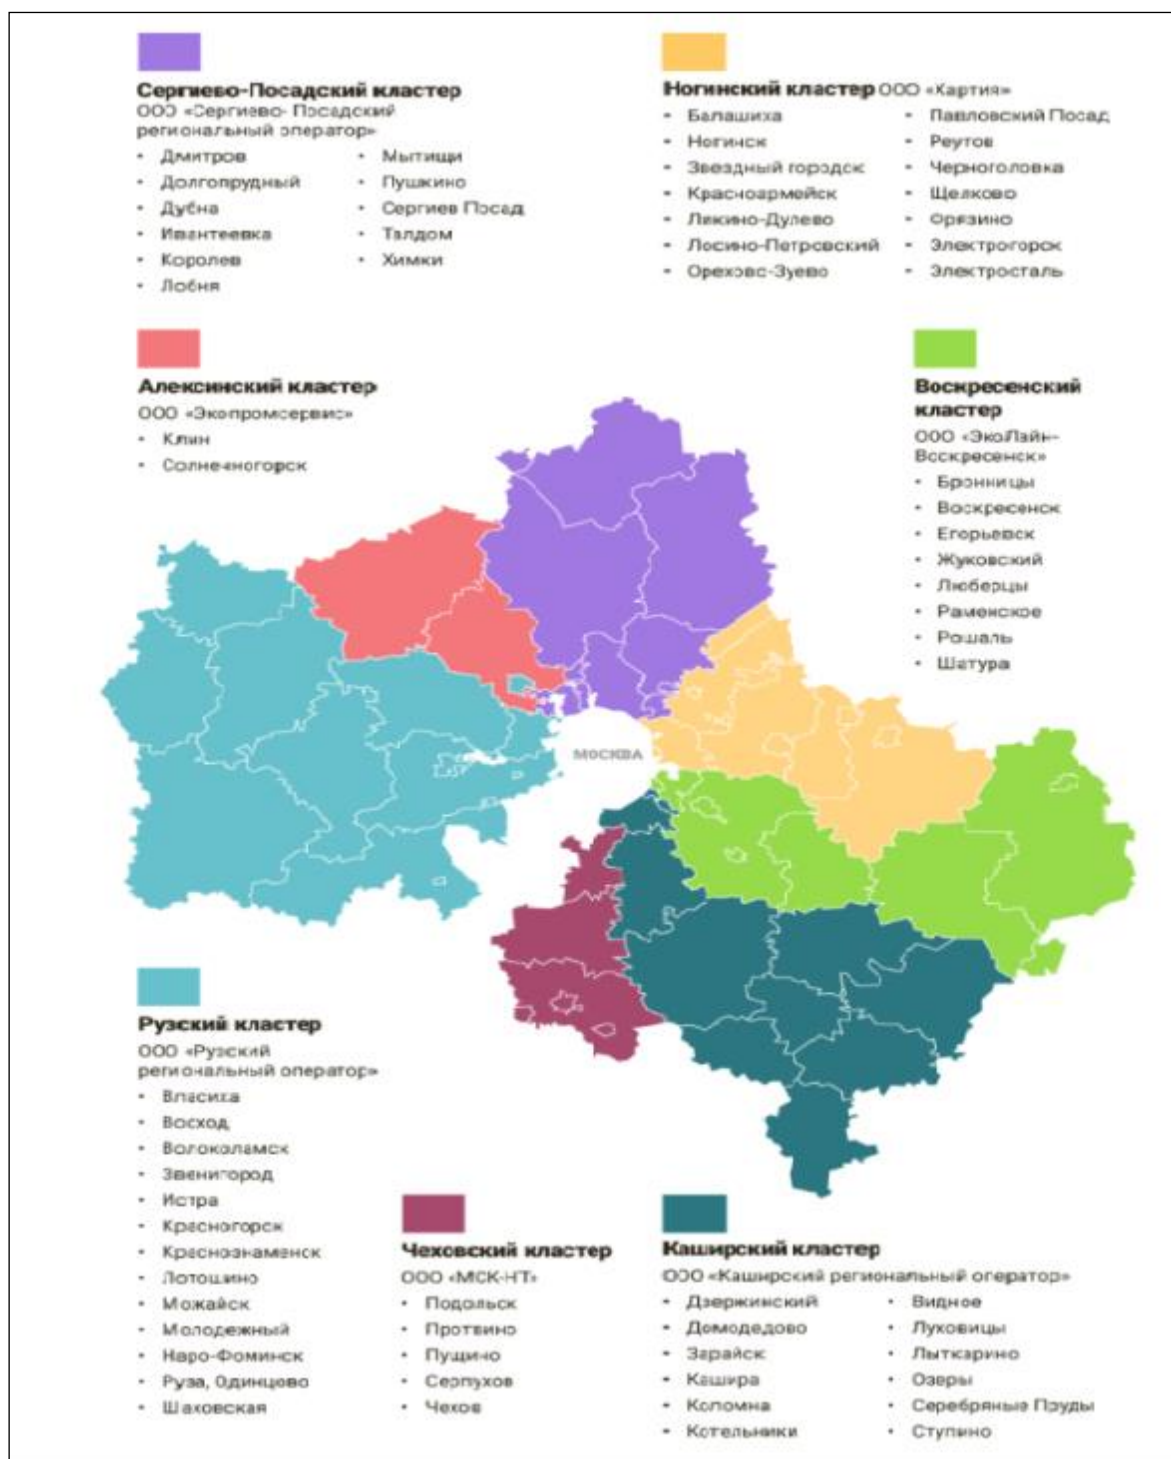 Сергиево-Посадский кластер
ООО «Сергиево- Посадский
региональный оператор»
• Дмитров
• Долгопрудный
• Дубна
• Ивантеевка
• Королев
• Лобня
• Мытищи
• Пушкино
• Сергиев Посад
• Талдом
• Химки
Ногинский кластер ООО «Хартия»
• Балашиха
• Ногинск
• Звездный городск
• Красноармейск
• Ликино-Дулево
• Лосино-Петровский
• Орехово-Зуево
• Павловский Посад
• Реутов
• Черноголовка
• Щелково
• Фрязино
• Электрогорск
• Электросталь
Алексинский кластер
ООО «Экопромсервис»
• Клин
• Солнечногорск
Воскресенский
кластер
ООО «ЭкоЛайн-
Воскресенск»
• Бронницы
• Воскресенск
• Егорьевск
• Жуковский
• Люберцы
• Раменское
• Рошаль
• Шатура
МОСКВА
Рузский кластер
ООО «Рузский
региональный оператор»
• Власиха
• Восход
• Волоколамск
• Звенигород
• Истра
• Красногорск
• Краснознаменск
• Лотошино
• Можайск
• Молодежный
• Наро-Фоминск
• Руза, Одинцово
• Шаховская
Чеховский кластер
ООО «МСК-НТ»
• Подольск
• Протвино
• Пущино
• Серпухов
• Чехов
Каширский кластер
ООО «Каширский региональный оператор»
• Дзержинский
• Домодедово
• Зарайск
• Кашира
• Коломна
• Котельники
• Видное
• Луховицы
• Лыткарино
• Озеры
• Серебряные Пруды
• Ступино